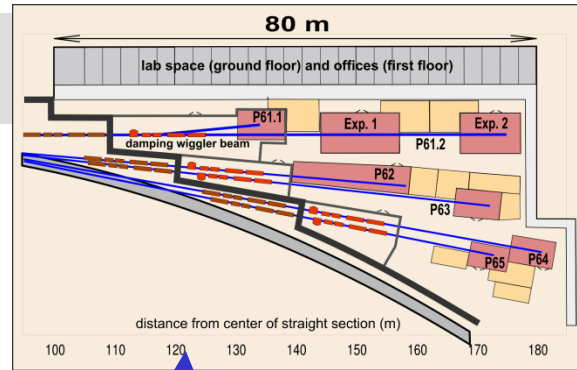 80 m
lab space (ground floor) and offices (first floor)
P61.1
Exp. 1
Exp. 2
P61.2
damping wiggler beam
P62
P63
P65
P64
distance from center of straight section (m)
100 110 120 130 140 150 160 170 180